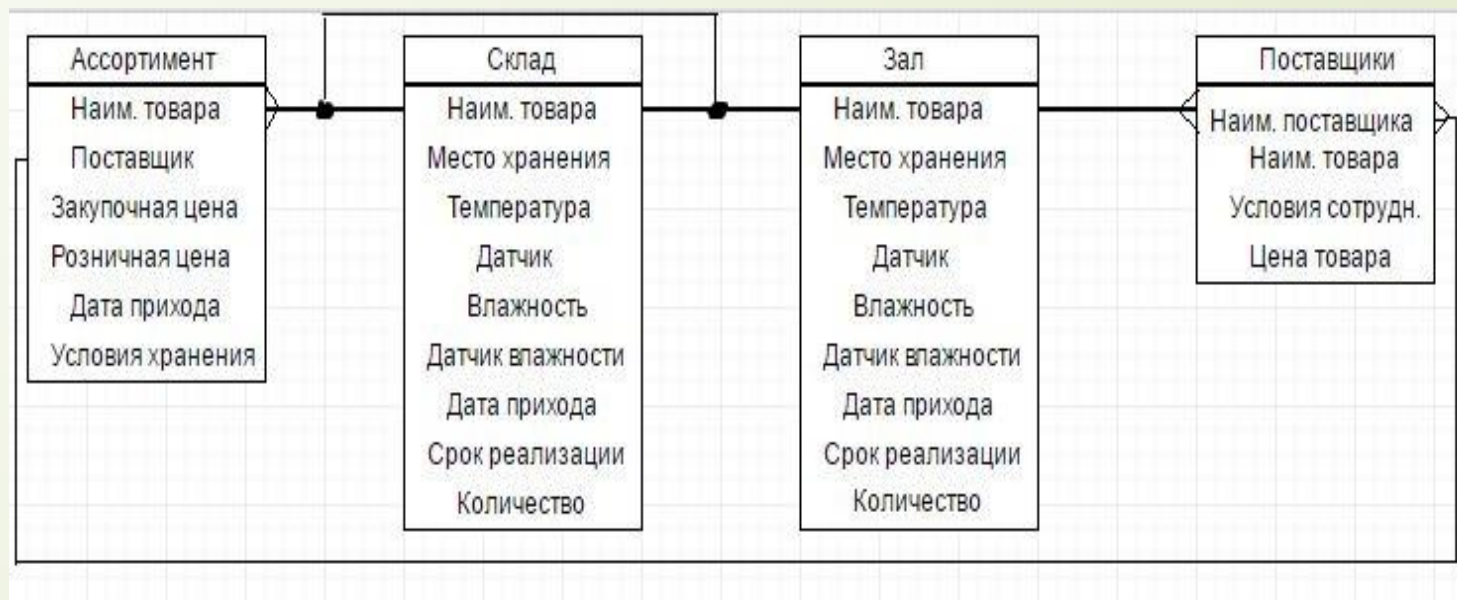 Ассортимент
Наим. товара
Поставщик
Закупочная цена
Розничная цена
Дата прихода
Условия хранения
Склад
Наим. товара
Место хранения
Температура
Датчик
Влажность
Датчик влажности
Дата прихода
Срок реализации
Количество
Зал
Наим. товара
Место хранения
Температура
Датчик
Влажность
Датчик влажности
Дата прихода
Срок реализации
Количество
Поставщики
Наим. поставщика
Наим. товара
Условия сотрудн.
Цена товара